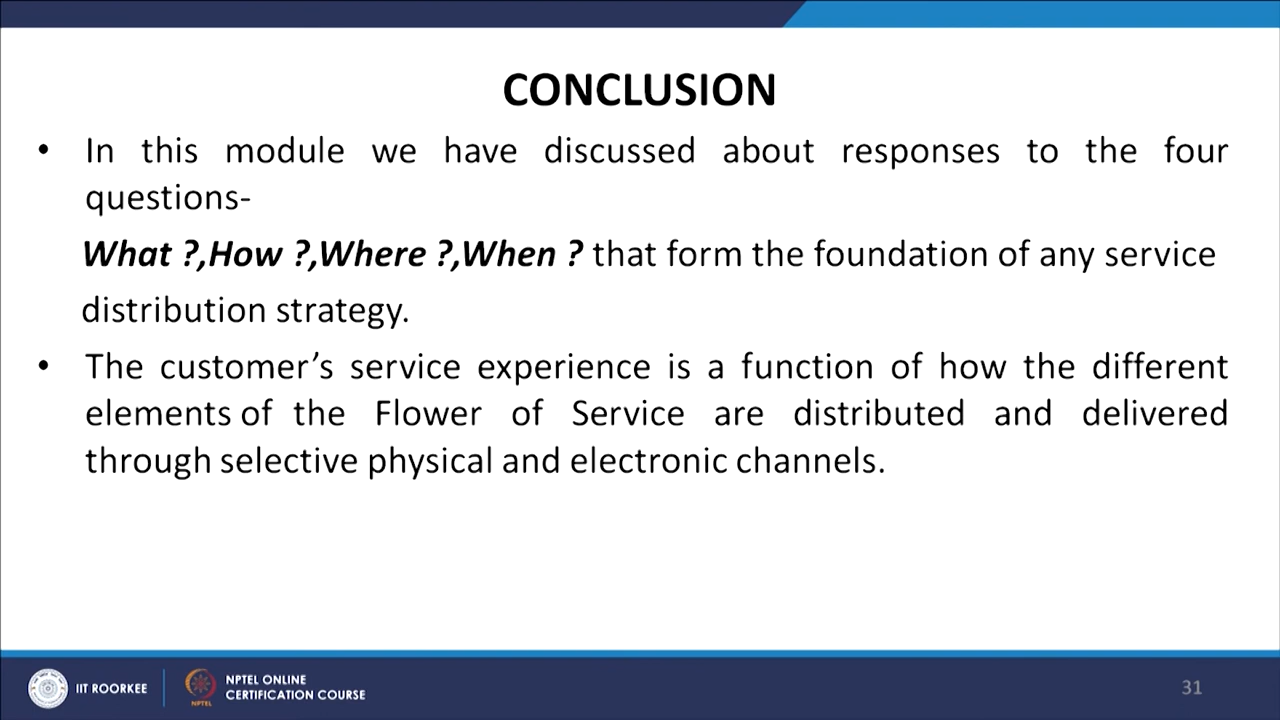 CONCLUSION
• In this module we have discussed about responses to the four
questions-
What ?,How ?,Where ?,When ? that form the foundation of any service
distribution strategy.
• The customer’s service experience is a function of how the different
elements of the Flower of Service are distributed and delivered
through selective physical and electronic channels.
IIT ROORKEE
NPTEL
NPTEL ONLINE
CERTIFICATION COURSE
31